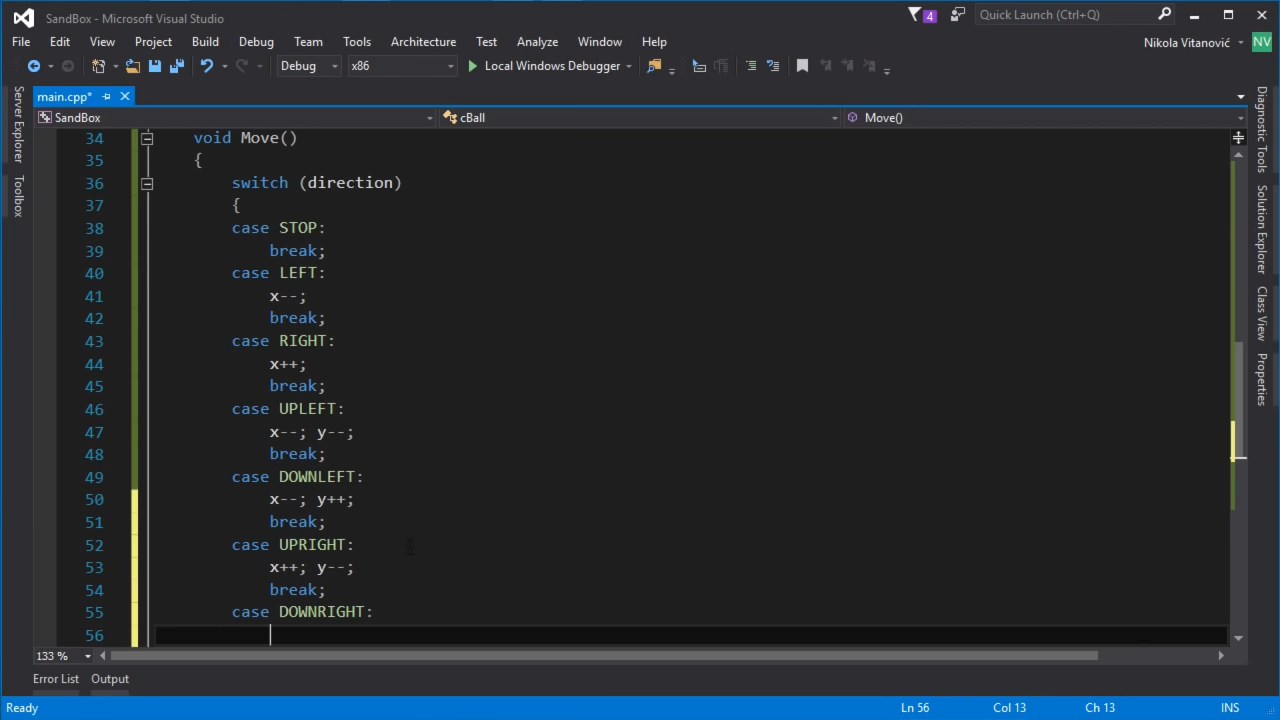 SandBox - Microsoft Visual Studio
4
Quick Launch (Ctrl+Q)
File Edit View Project Build Debug Team Tools Architecture Test Analyze Window Help
Nikola Vitanović NV
Debug x86 Local Windows Debugger
Server Explorer
Toolbox
main.cpp*
SandBox cBall Move()
34 void Move()
35 {
36 switch (direction)
37 {
38 case STOP:
39 break;
40 case LEFT:
41 x--;
42 break;
43 case RIGHT:
44 x++;
45 break;
46 case UPLEFT:
47 x--; y--;
48 break;
49 case DOWNLEFT:
50 x--; y++;
51 break;
52 case UPRIGHT:
53 x++; y--;
54 break;
55 case DOWNRIGHT:
56
Diagnostic Tools
Solution Explorer
Class View
Properties
133 %
Error List Output
Ready Ln 56 Col 13 Ch 13 INS